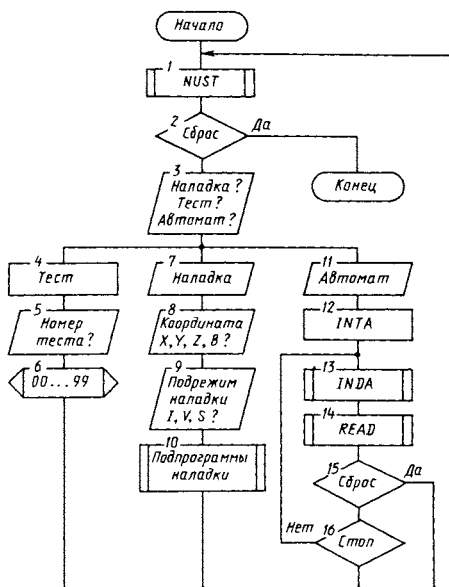 Начало
1
NUST
2
Сброс
Да
3
Наладка?
Тест?
Автомат?
Конец
4
Тест
7
Наладка
11
Автомат
5
Номер
теста?
8
Координата
X, Y, Z, B ?
12
INTA
6
00...99
9
Подрежим
наладки
I, V, S ?
13
INDA
14
READ
10
Подпрограммы
наладки
15
Сброс
Да
Нет
16
Стоп